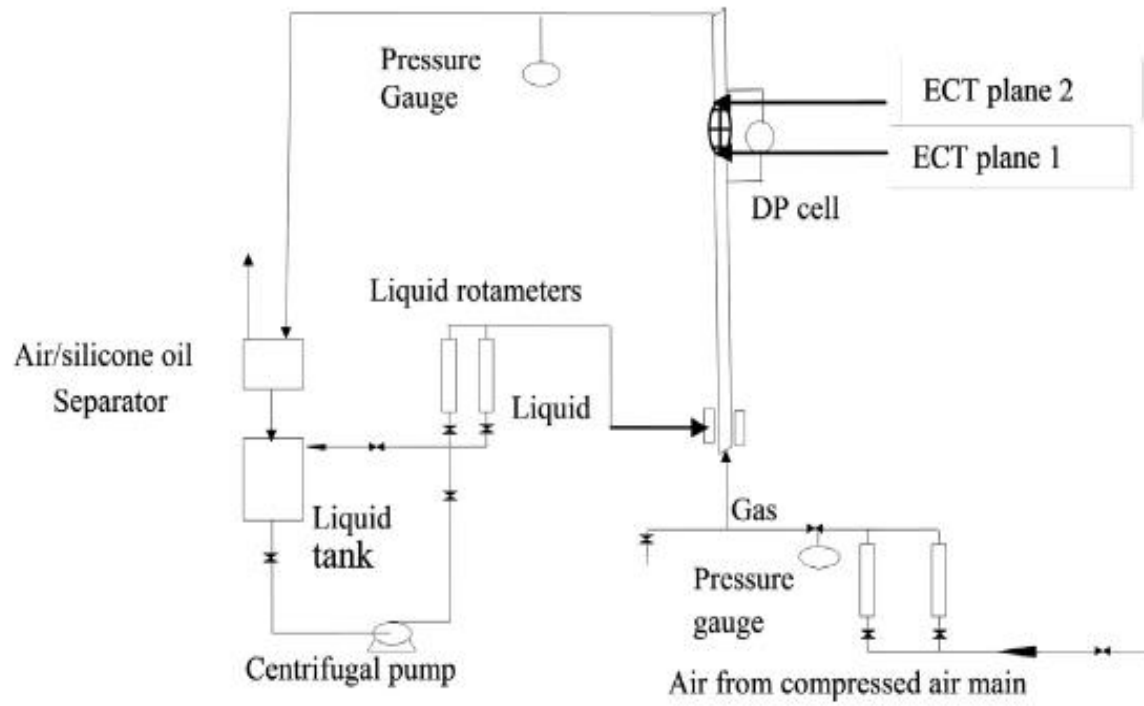 Pressure
Gauge
ECT plane 2
ECT plane 1
DP cell
Liquid rotameters
Air/silicone oil
Separator
Liquid
Gas
Liquid
tank
Pressure
gauge
Centrifugal pump
Air from compressed air main